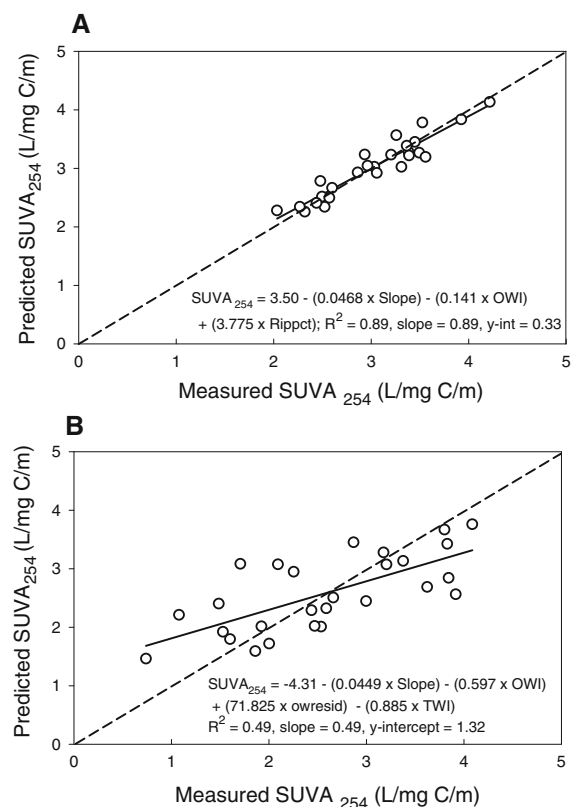 A
5
4
3
2
1
0
Predicted SUVA254 (L/mg C/m)
SUVA 254 = 3.50 - (0.0468 x Slope) - (0.141 x OWI)
+ (3.775 x Rippct); R2 = 0.89, slope = 0.89, y-int = 0.33
0 1 2 3 4 5
Measured SUVA 254 (L/mg C/m)
B
5
4
3
2
1
0
Predicted SUVA254 (L/mg C/m)
SUVA254 = -4.31 - (0.0449 x Slope) - (0.597 x OWI)
+ (71.825 x owresid) - (0.885 x TWI)
R2 = 0.49, slope = 0.49, y-intercept = 1.32
0 1 2 3 4 5
Measured SUVA 254 (L/mg C/m)